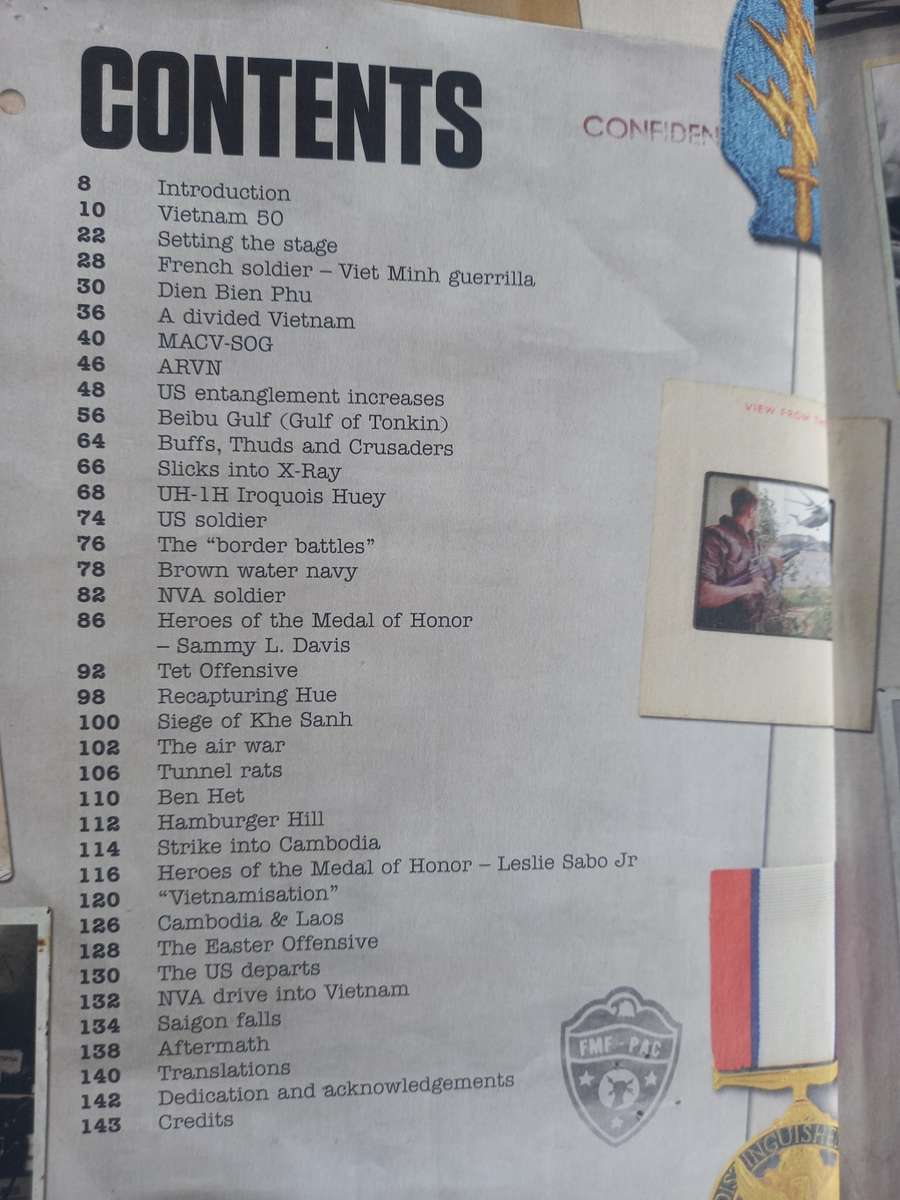 CONTENTS
CONFIDEN
8 Introduction
10 Vietnam 50
22 Setting the stage
28 French soldier – Viet Minh guerrilla
30 Dien Bien Phu
36 A divided Vietnam
40 MACV-SOG
46 ARVN
48 US entanglement increases
56 Beibu Gulf (Gulf of Tonkin)
64 Buffs, Thuds and Crusaders
66 Slicks into X-Ray
68 UH-1H Iroquois Huey
74 US soldier
76 The “border battles”
78 Brown water navy
82 NVA soldier
86 Heroes of the Medal of Honor
– Sammy L. Davis
92 Tet Offensive
98 Recapturing Hue
100 Siege of Khe Sanh
102 The air war
106 Tunnel rats
110 Ben Het
112 Hamburger Hill
114 Strike into Cambodia
116 Heroes of the Medal of Honor – Leslie Sabo Jr
120 “Vietnamisation”
126 Cambodia & Laos
128 The Easter Offensive
130 The US departs
132 NVA drive into Vietnam
134 Saigon falls
138 Aftermath
140 Translations
142 Dedication and acknowledgements
143 Credits
VIEW FROM
FMF-PAC
DISTINGUISHE